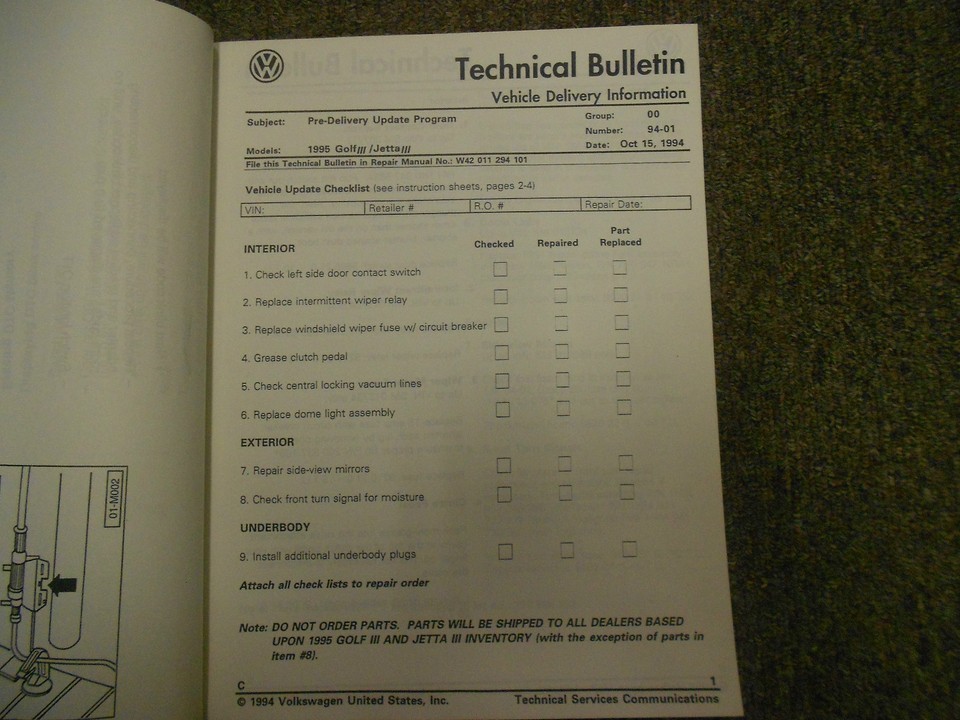 Technical Bulletin
Vehicle Delivery Information
Subject: Pre-Delivery Update Program
Group: 00
Number: 94-01
Models: 1995 Golf III /Jetta III
Date: Oct 15, 1994
File this Technical Bulletin in Repair Manual No.: W42 011 294 101
Vehicle Update Checklist (see instruction sheets, pages 2-4)
VIN: Retailer # R.O. # Repair Date:
INTERIOR Checked Repaired Part Replaced
1. Check left side door contact switch
2. Replace intermittent wiper relay
3. Replace windshield wiper fuse w/ circuit breaker
4. Grease clutch pedal
5. Check central locking vacuum lines
6. Replace dome light assembly
EXTERIOR
7. Repair side-view mirrors
8. Check front turn signal for moisture
UNDERBODY
9. Install additional underbody plugs
Attach all check lists to repair order
Note: DO NOT ORDER PARTS. PARTS WILL BE SHIPPED TO ALL DEALERS BASED
UPON 1995 GOLF III AND JETTA III INVENTORY (with the exception of parts in
item #8).
C 1
© 1994 Volkswagen United States, Inc. Technical Services Communications
01-M002